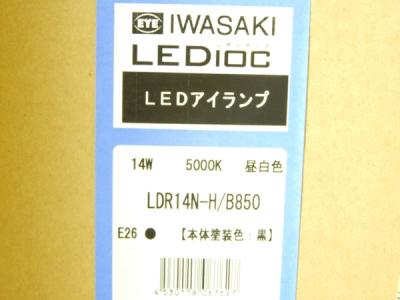 EYE IWASAKI
LEDioc
LEDアイランプ
14W 5000K 昼白色
LDR14N-H/B850
E26 ● 【本体塗装色:黒】